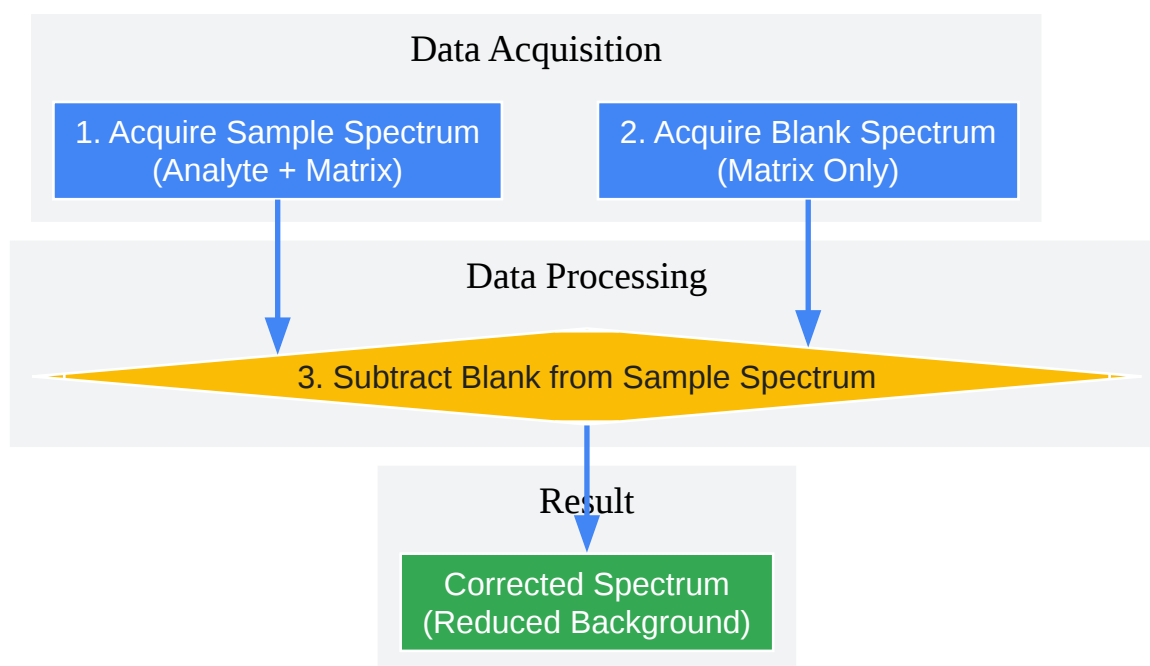 Data Acquisition
1. Acquire Sample Spectrum
(Analyte + Matrix)
2. Acquire Blank Spectrum
(Matrix Only)
Data Processing
3. Subtract Blank from Sample Spectrum
Result
Corrected Spectrum
(Reduced Background)